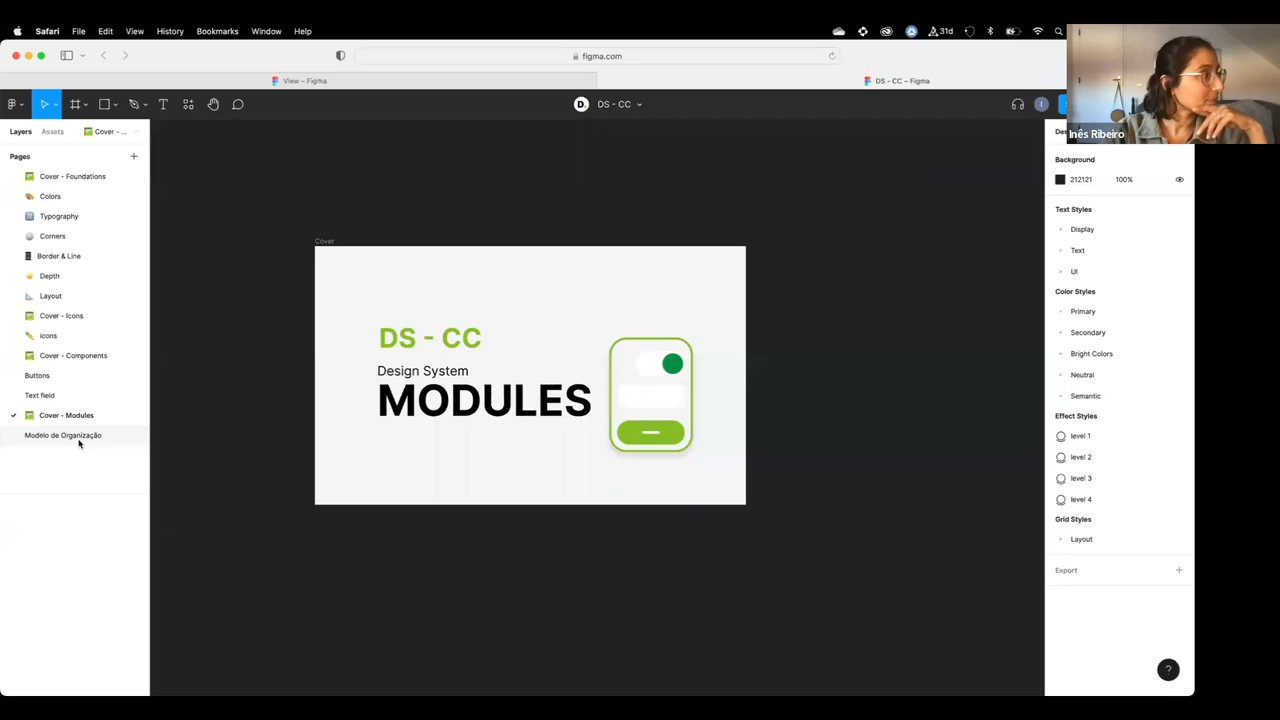 Safari File Edit View History Bookmarks Window Help 31d
figma.com
View – Figma
DS - CC – Figma
D. DS - CC
Layers Assets Cover - ...
Pages
Cover - Foundations
Colors
Typography
Corners
Border & Line
Depth
Layout
Cover - Icons
icons
Cover - Components
Buttons
Text field
Cover - Modules
Modelo de Organização
Cover
DS - CC
Design System
MODULES
Inês Ribeiro
Background
212121 100%
Text Styles
Display
Text
UI
Color Styles
Primary
Secondary
Bright Colors
Neutral
Semantic
Effect Styles
level 1
level 2
level 3
level 4
Grid Styles
Layout
Export
?